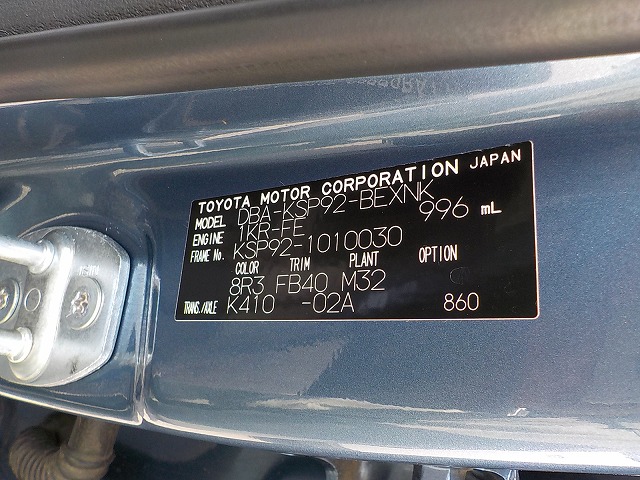 TOYOTA MOTOR CORPORATION JAPAN
MODEL DBA-KSP92-BEXNK
ENGINE 1KR-FE 996 mL
FRAME No. KSP92-1010030
COLOR TRIM PLANT OPTION
8R3 FB40 M32
TRANS./AXLE K410 -02A 860